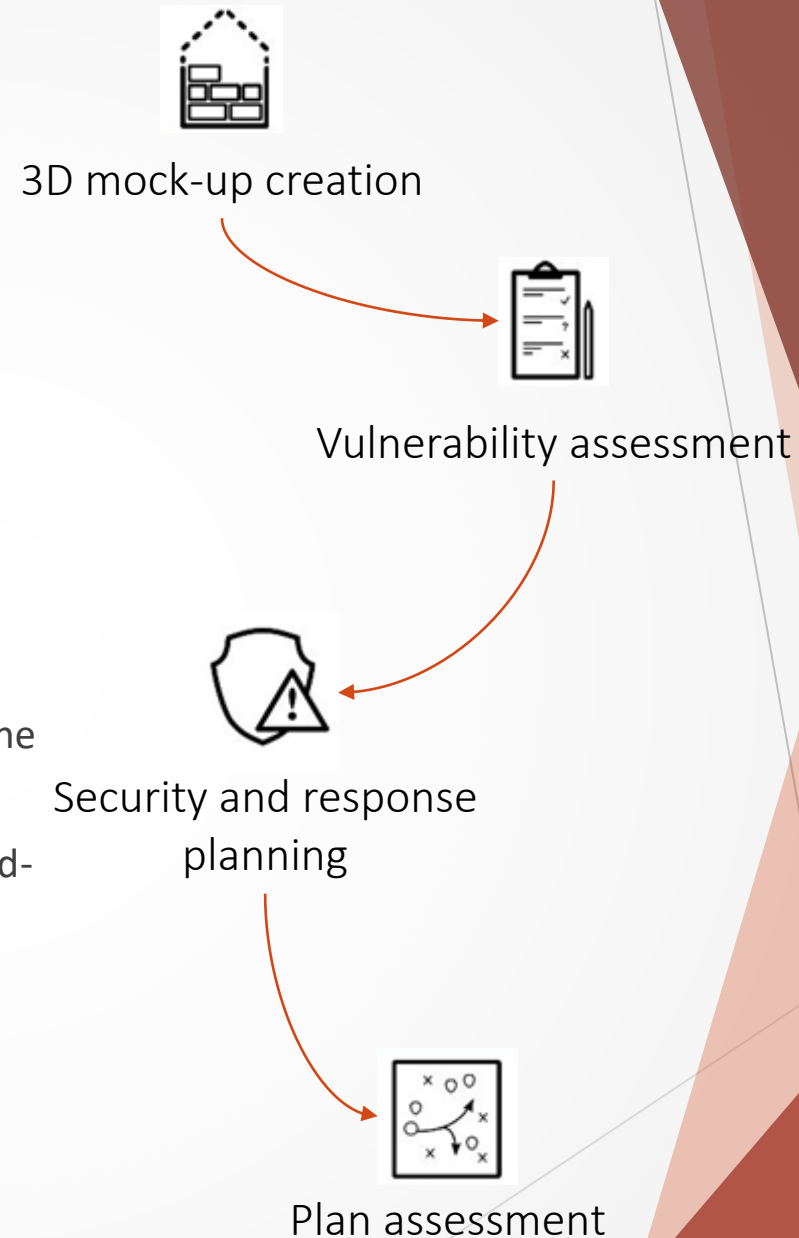 3D mock-up creation
Vulnerability assessment
Security and response
planning
Plan assessment